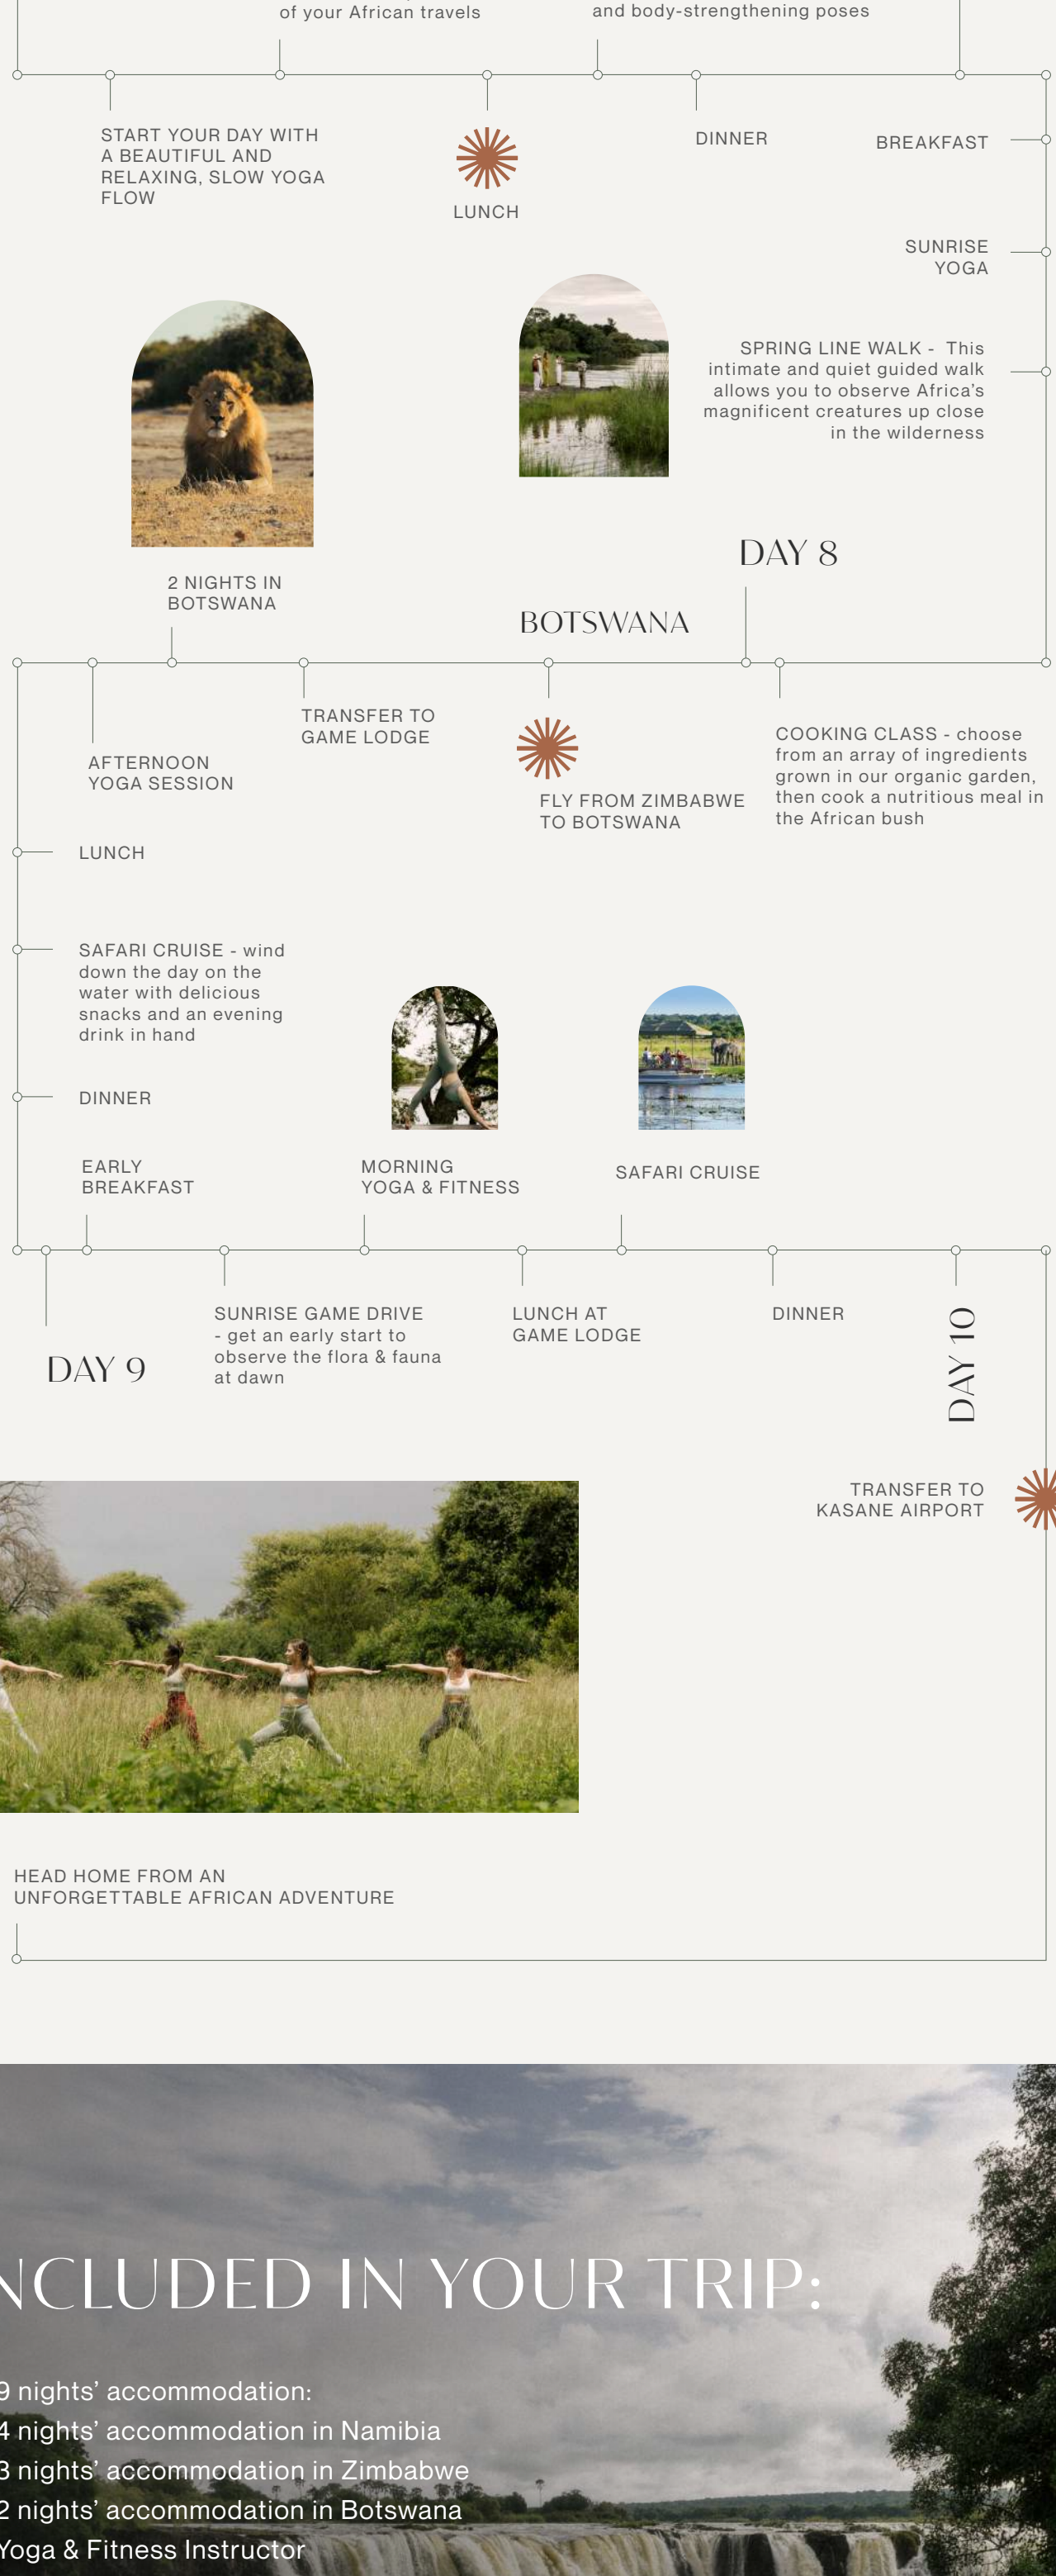 of your African travels
and body-strengthening poses
START YOUR DAY WITH
A BEAUTIFUL AND
RELAXING, SLOW YOGA
FLOW
LUNCH
DINNER
BREAKFAST
SUNRISE
YOGA
SPRING LINE WALK - This
intimate and quiet guided walk
allows you to observe Africa's
magnificent creatures up close
in the wilderness
DAY 8
COOKING CLASS - choose
from an array of ingredients
grown in our organic garden,
then cook a nutritious meal in
the African bush
BOTSWANA
FLY FROM ZIMBABWE
TO BOTSWANA
TRANSFER TO
GAME LODGE
2 NIGHTS IN
BOTSWANA
AFTERNOON
YOGA SESSION
LUNCH
SAFARI CRUISE - wind
down the day on the
water with delicious
snacks and an evening
drink in hand
DINNER
DAY 9
EARLY
BREAKFAST
SUNRISE GAME DRIVE
- get an early start to
observe the flora & fauna
at dawn
MORNING
YOGA & FITNESS
LUNCH AT
GAME LODGE
SAFARI CRUISE
DINNER
DAY 10
TRANSFER TO
KASANE AIRPORT
HEAD HOME FROM AN
UNFORGETTABLE AFRICAN ADVENTURE
NCLUDED IN YOUR TRIP:
9 nights' accommodation:
4 nights' accommodation in Namibia
3 nights' accommodation in Zimbabwe
2 nights' accommodation in Botswana
Yoga & Fitness Instructor